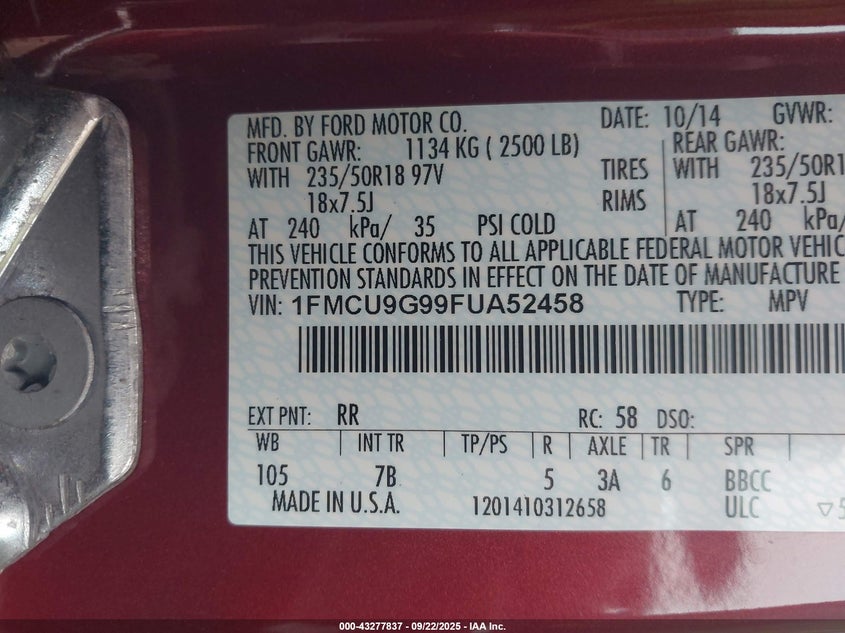 MFD. BY FORD MOTOR CO. DATE: 10/14 GVWR:
FRONT GAWR: 1134 KG ( 2500 LB) REAR GAWR:
WITH 235/50R18 97V TIRES WITH 235/50R1
18x7.5J RIMS 18x7.5J
AT 240 kPa/ 35 PSI COLD AT 240 kPa/
THIS VEHICLE CONFORMS TO ALL APPLICABLE FEDERAL MOTOR VEHIC
PREVENTION STANDARDS IN EFFECT ON THE DATE OF MANUFACTURE
VIN: 1FMCU9G99FUA52458 TYPE: MPV
EXT PNT: RR RC: 58 DSO:
WB INT TR TP/PS R AXLE TR SPR
105 7B 5 3A 6 BBCC
MADE IN U.S.A. 1201410312658 ULC ▽5
000-43277837 - 09/22/2025 - IAA Inc.